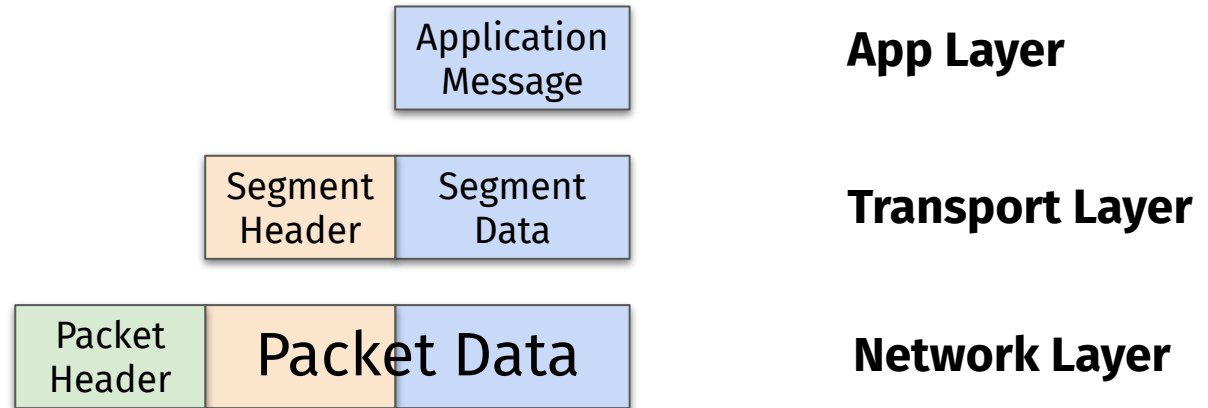 Application
Message
App Layer
Segment
Header
Segment
Data
Transport Layer
Packet
Header
Packet Data
Network Layer